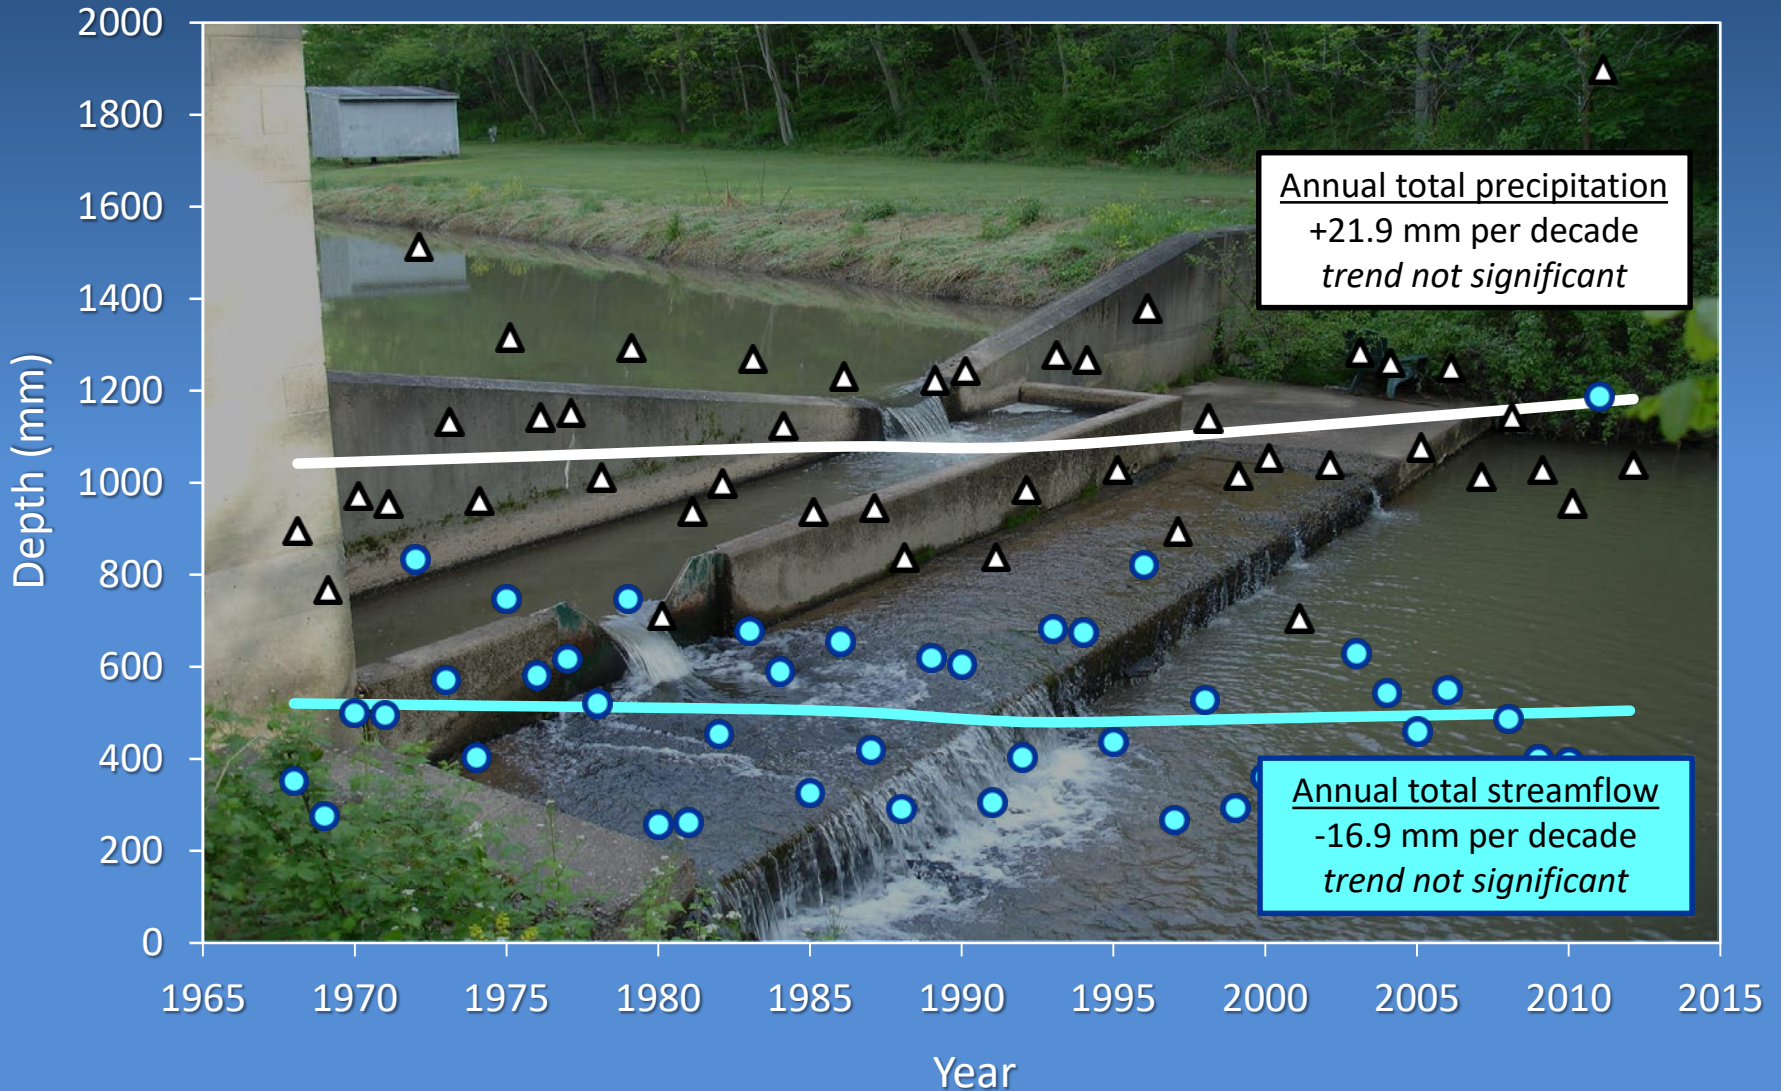 2000
1800
1600
1400
1200
1000
800
600
400
200
0
Depth (mm)
Annual total precipitation
+21.9 mm per decade
trend not significant
Annual total streamflow
-16.9 mm per decade
trend not significant
1965 1970 1975 1980 1985 1990 1995 2000 2005 2010 2015
Year